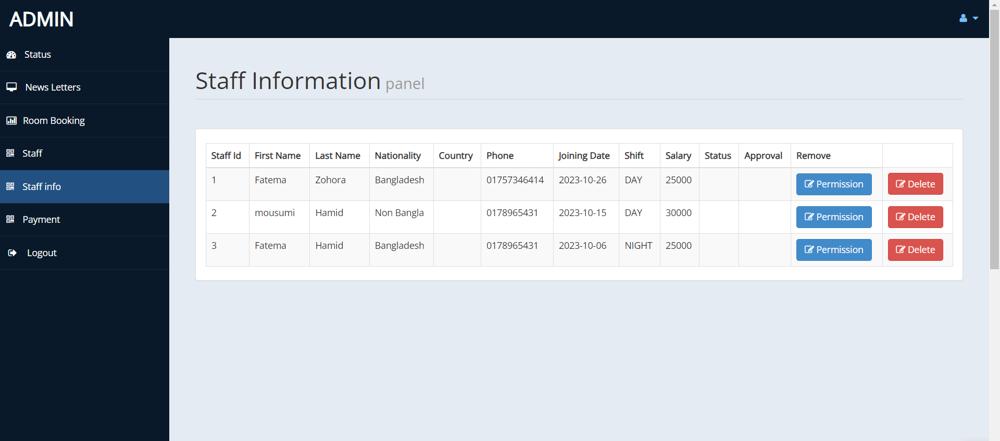 ADMIN
Status
News Letters
Room Booking
Staff
Staff info
Payment
Logout
Staff Information panel
Staff Id First Name Last Name Nationality Country Phone Joining Date Shift Salary Status Approval Remove
1 Fatema Zohora Bangladesh 01757346414 2023-10-26 DAY 25000 Permission Delete
2 mousumi Hamid Non Bangla 0178965431 2023-10-15 DAY 30000 Permission Delete
3 Fatema Hamid Bangladesh 0178965431 2023-10-06 NIGHT 25000 Permission Delete